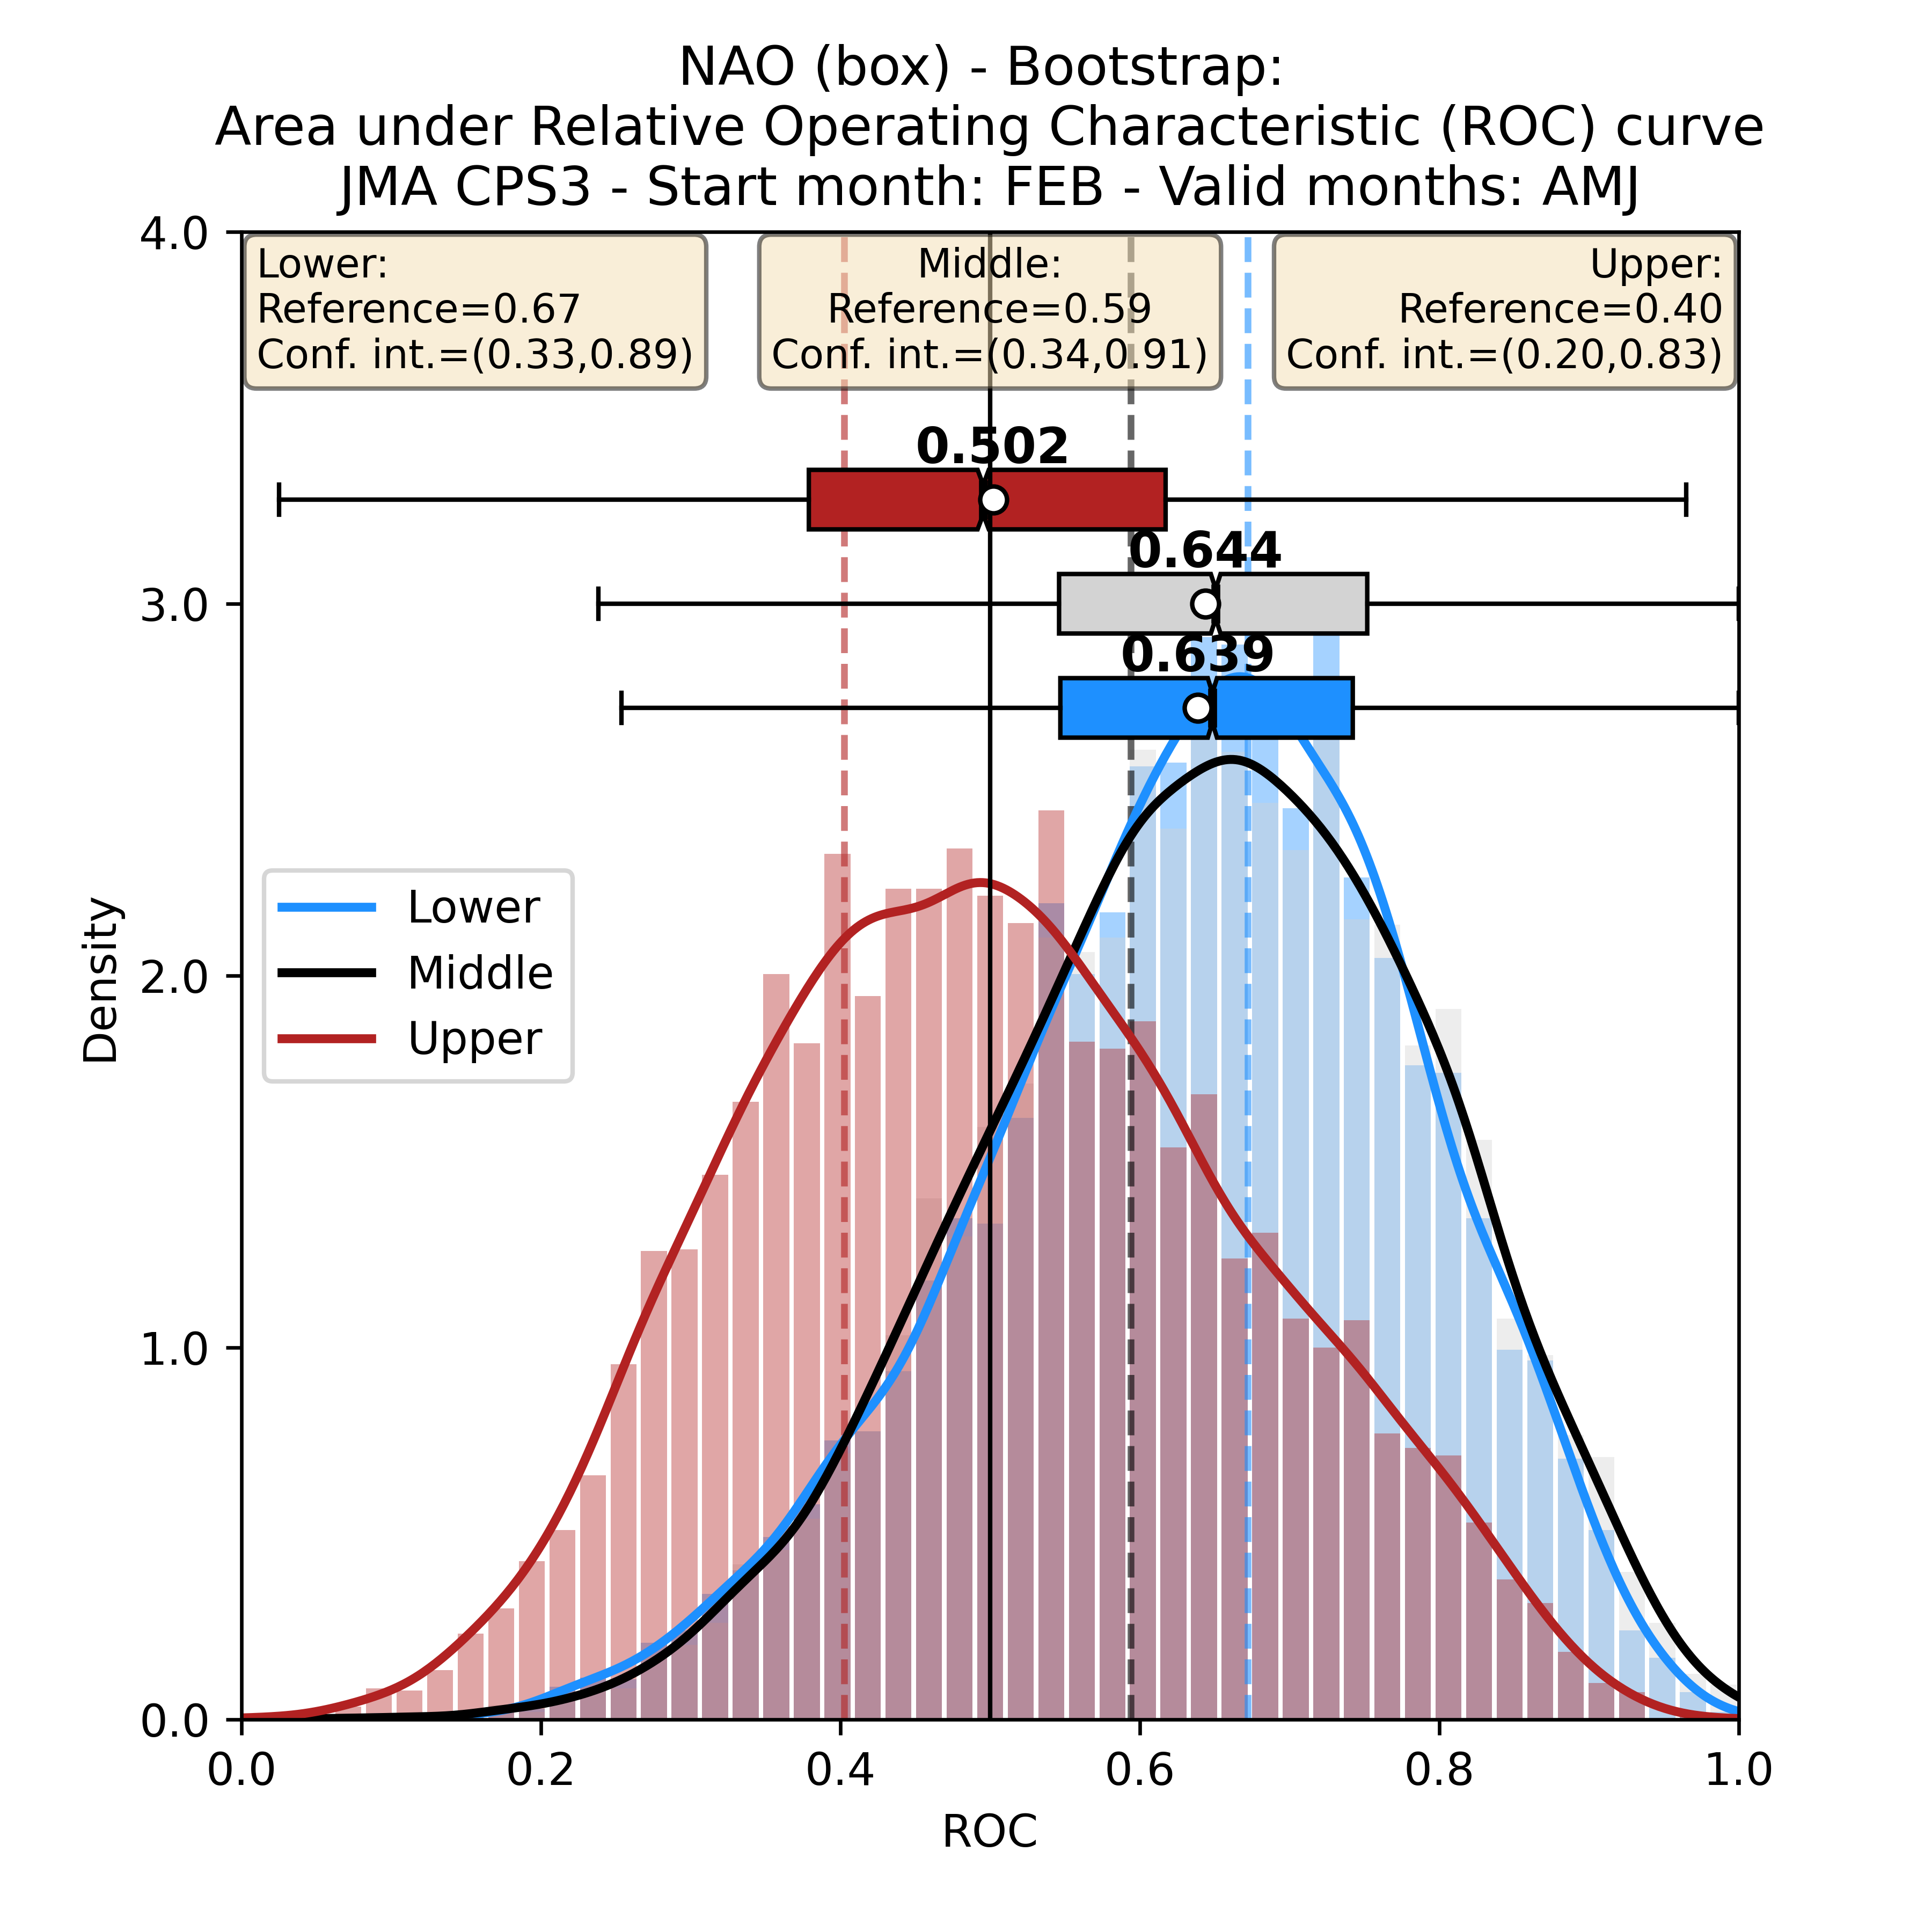 NAO (box) - Bootstrap:
Area under Relative Operating Characteristic (ROC) curve
JMA CPS3 - Start month: FEB - Valid months: AMJ
Lower:
Reference=0.67
Conf. int.=(0.33,0.89)
Middle:
Reference=0.59
Conf. int.=(0.34,0.91)
Upper:
Reference=0.40
Conf. int.=(0.20,0.83)
0.502
0.644
0.639
Lower
Middle
Upper
Density
4.0
3.0
2.0
1.0
0.0
0.0 0.2 0.4 0.6 0.8 1.0
ROC